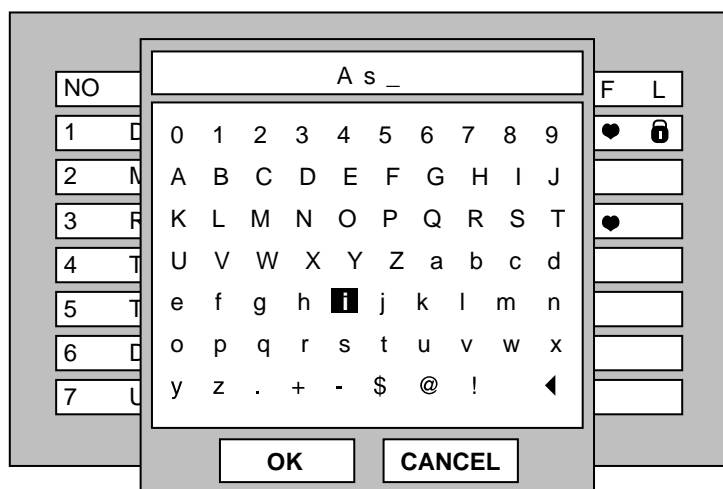 A s _
NO F L
1 D
0 1 2 3 4 5 6 7 8 9
2 M
A B C D E F G H I J
3 R
K L M N O P Q R S T
4 T
U V W X Y Z a b c d
5 T
e f g h i j k l m n
6 D
o p q r s t u v w x
7 U
y z . + - $ @ !
OK CANCEL